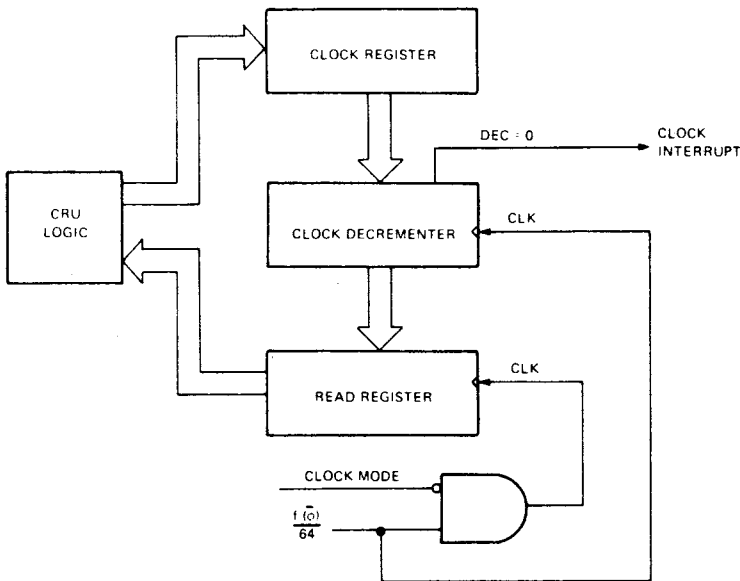 CLOCK REGISTER
DEC = 0
CLOCK
INTERRUPT
CRU
LOGIC
CLOCK DECREMENTER
CLK
READ REGISTER
CLK
CLOCK MODE
f (ø̄)
64